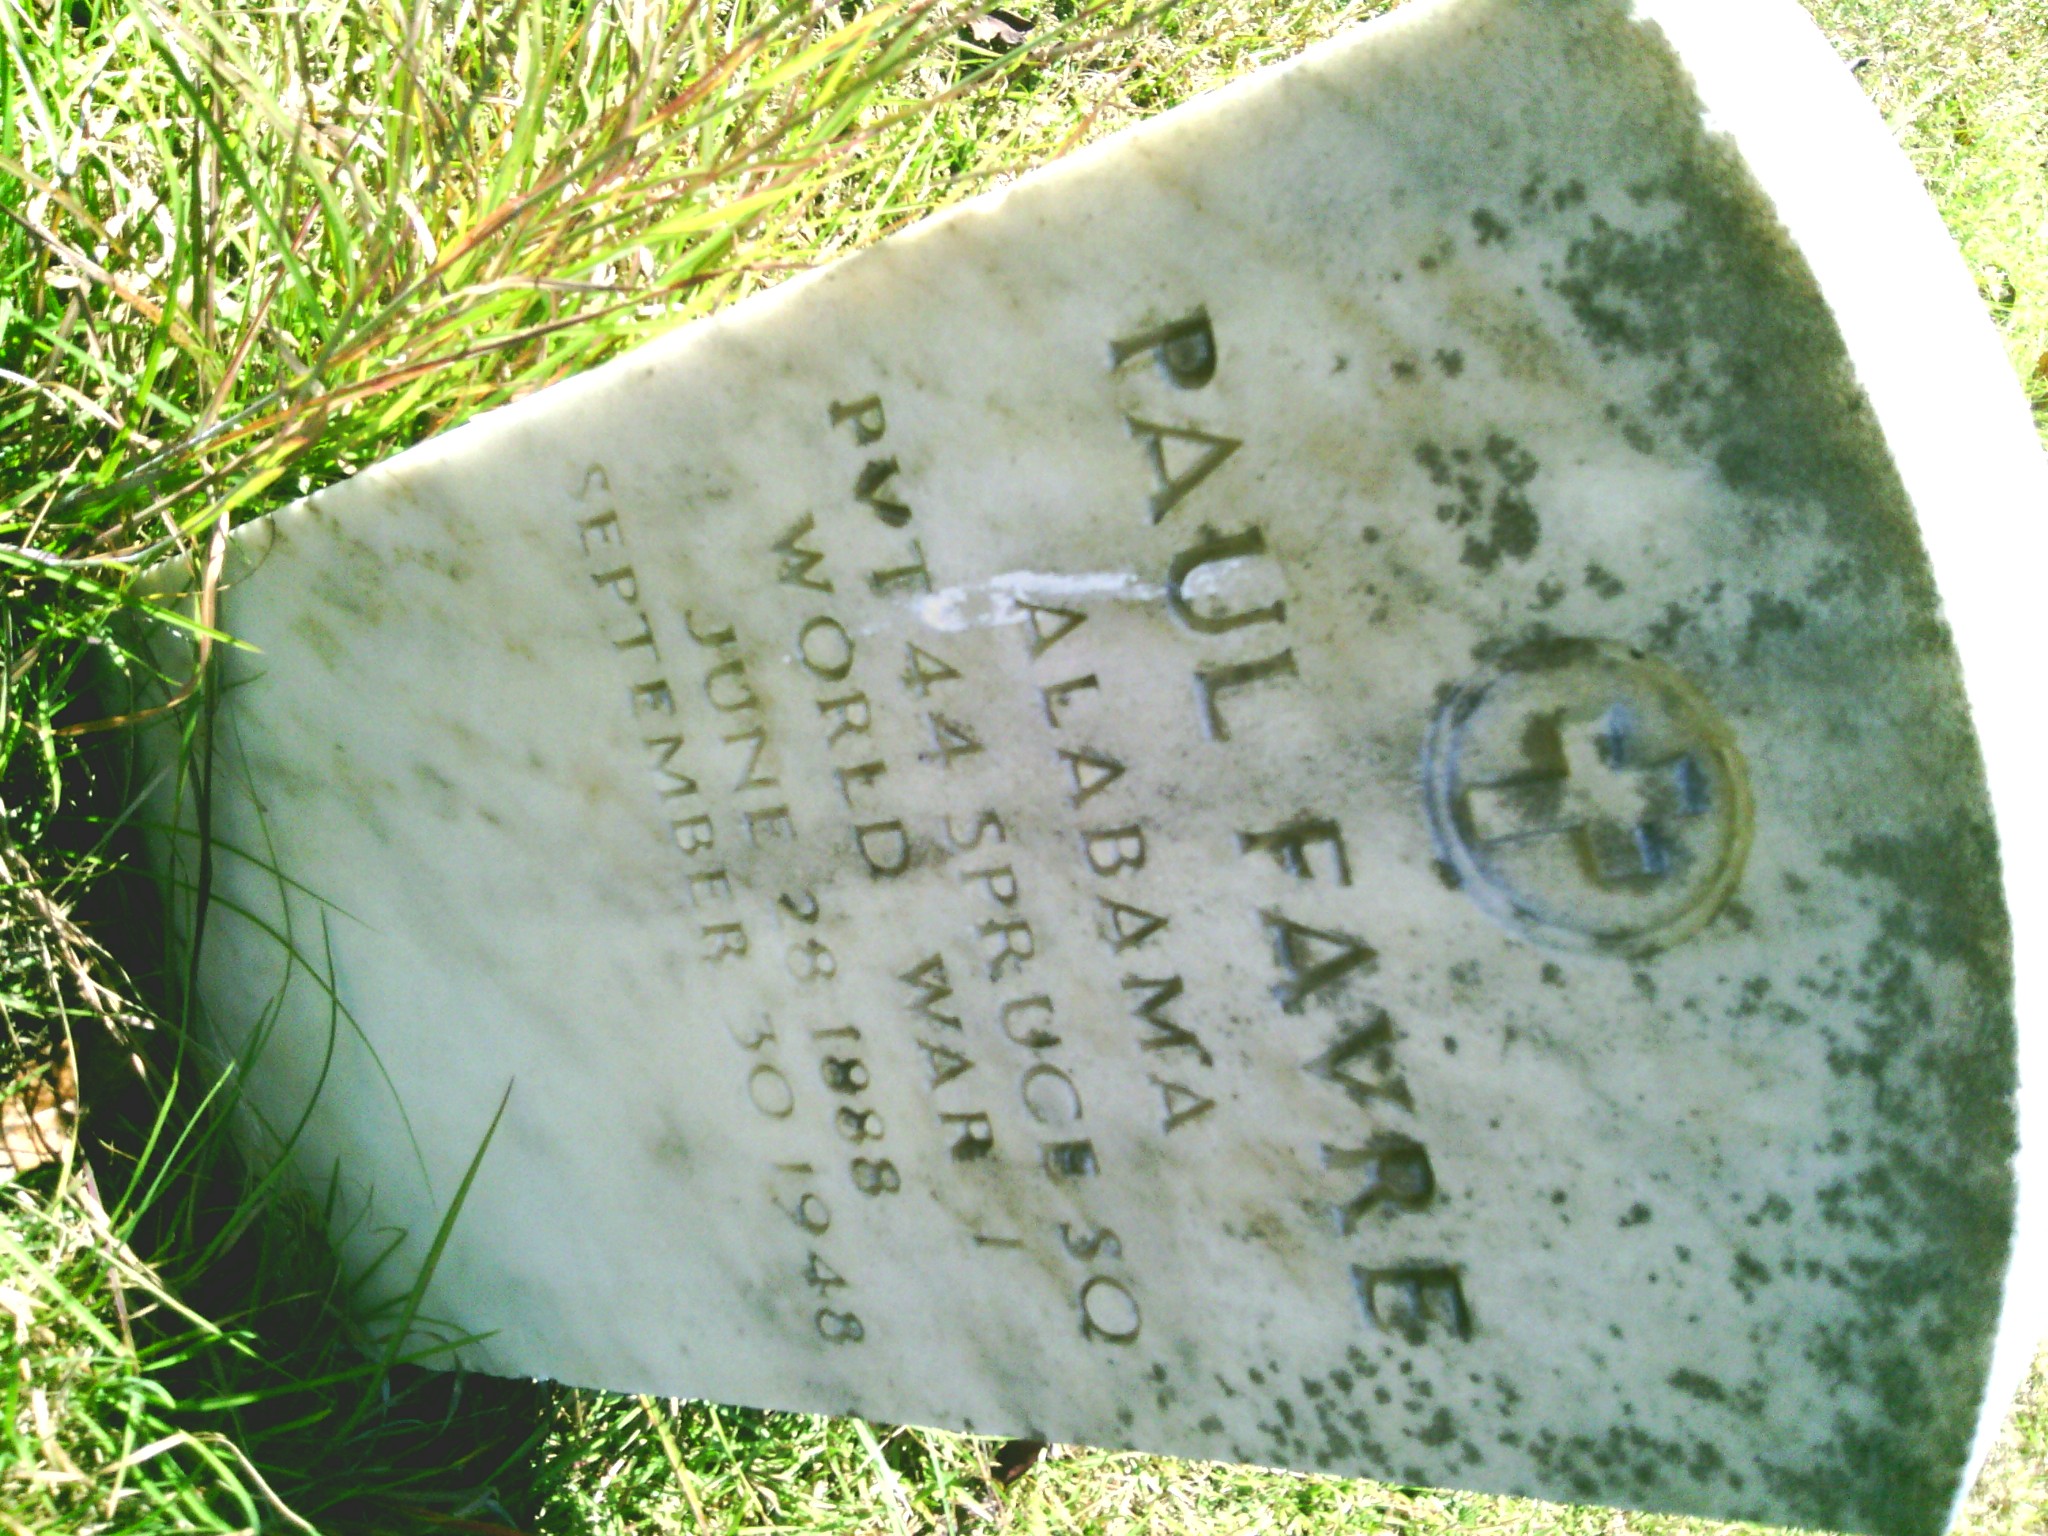 PAUL FAVRE
ALABAMA
PVT 44 SPRUCE SQ
WORLD WAR I
JUNE 28 1888
SEPTEMBER 30 1948